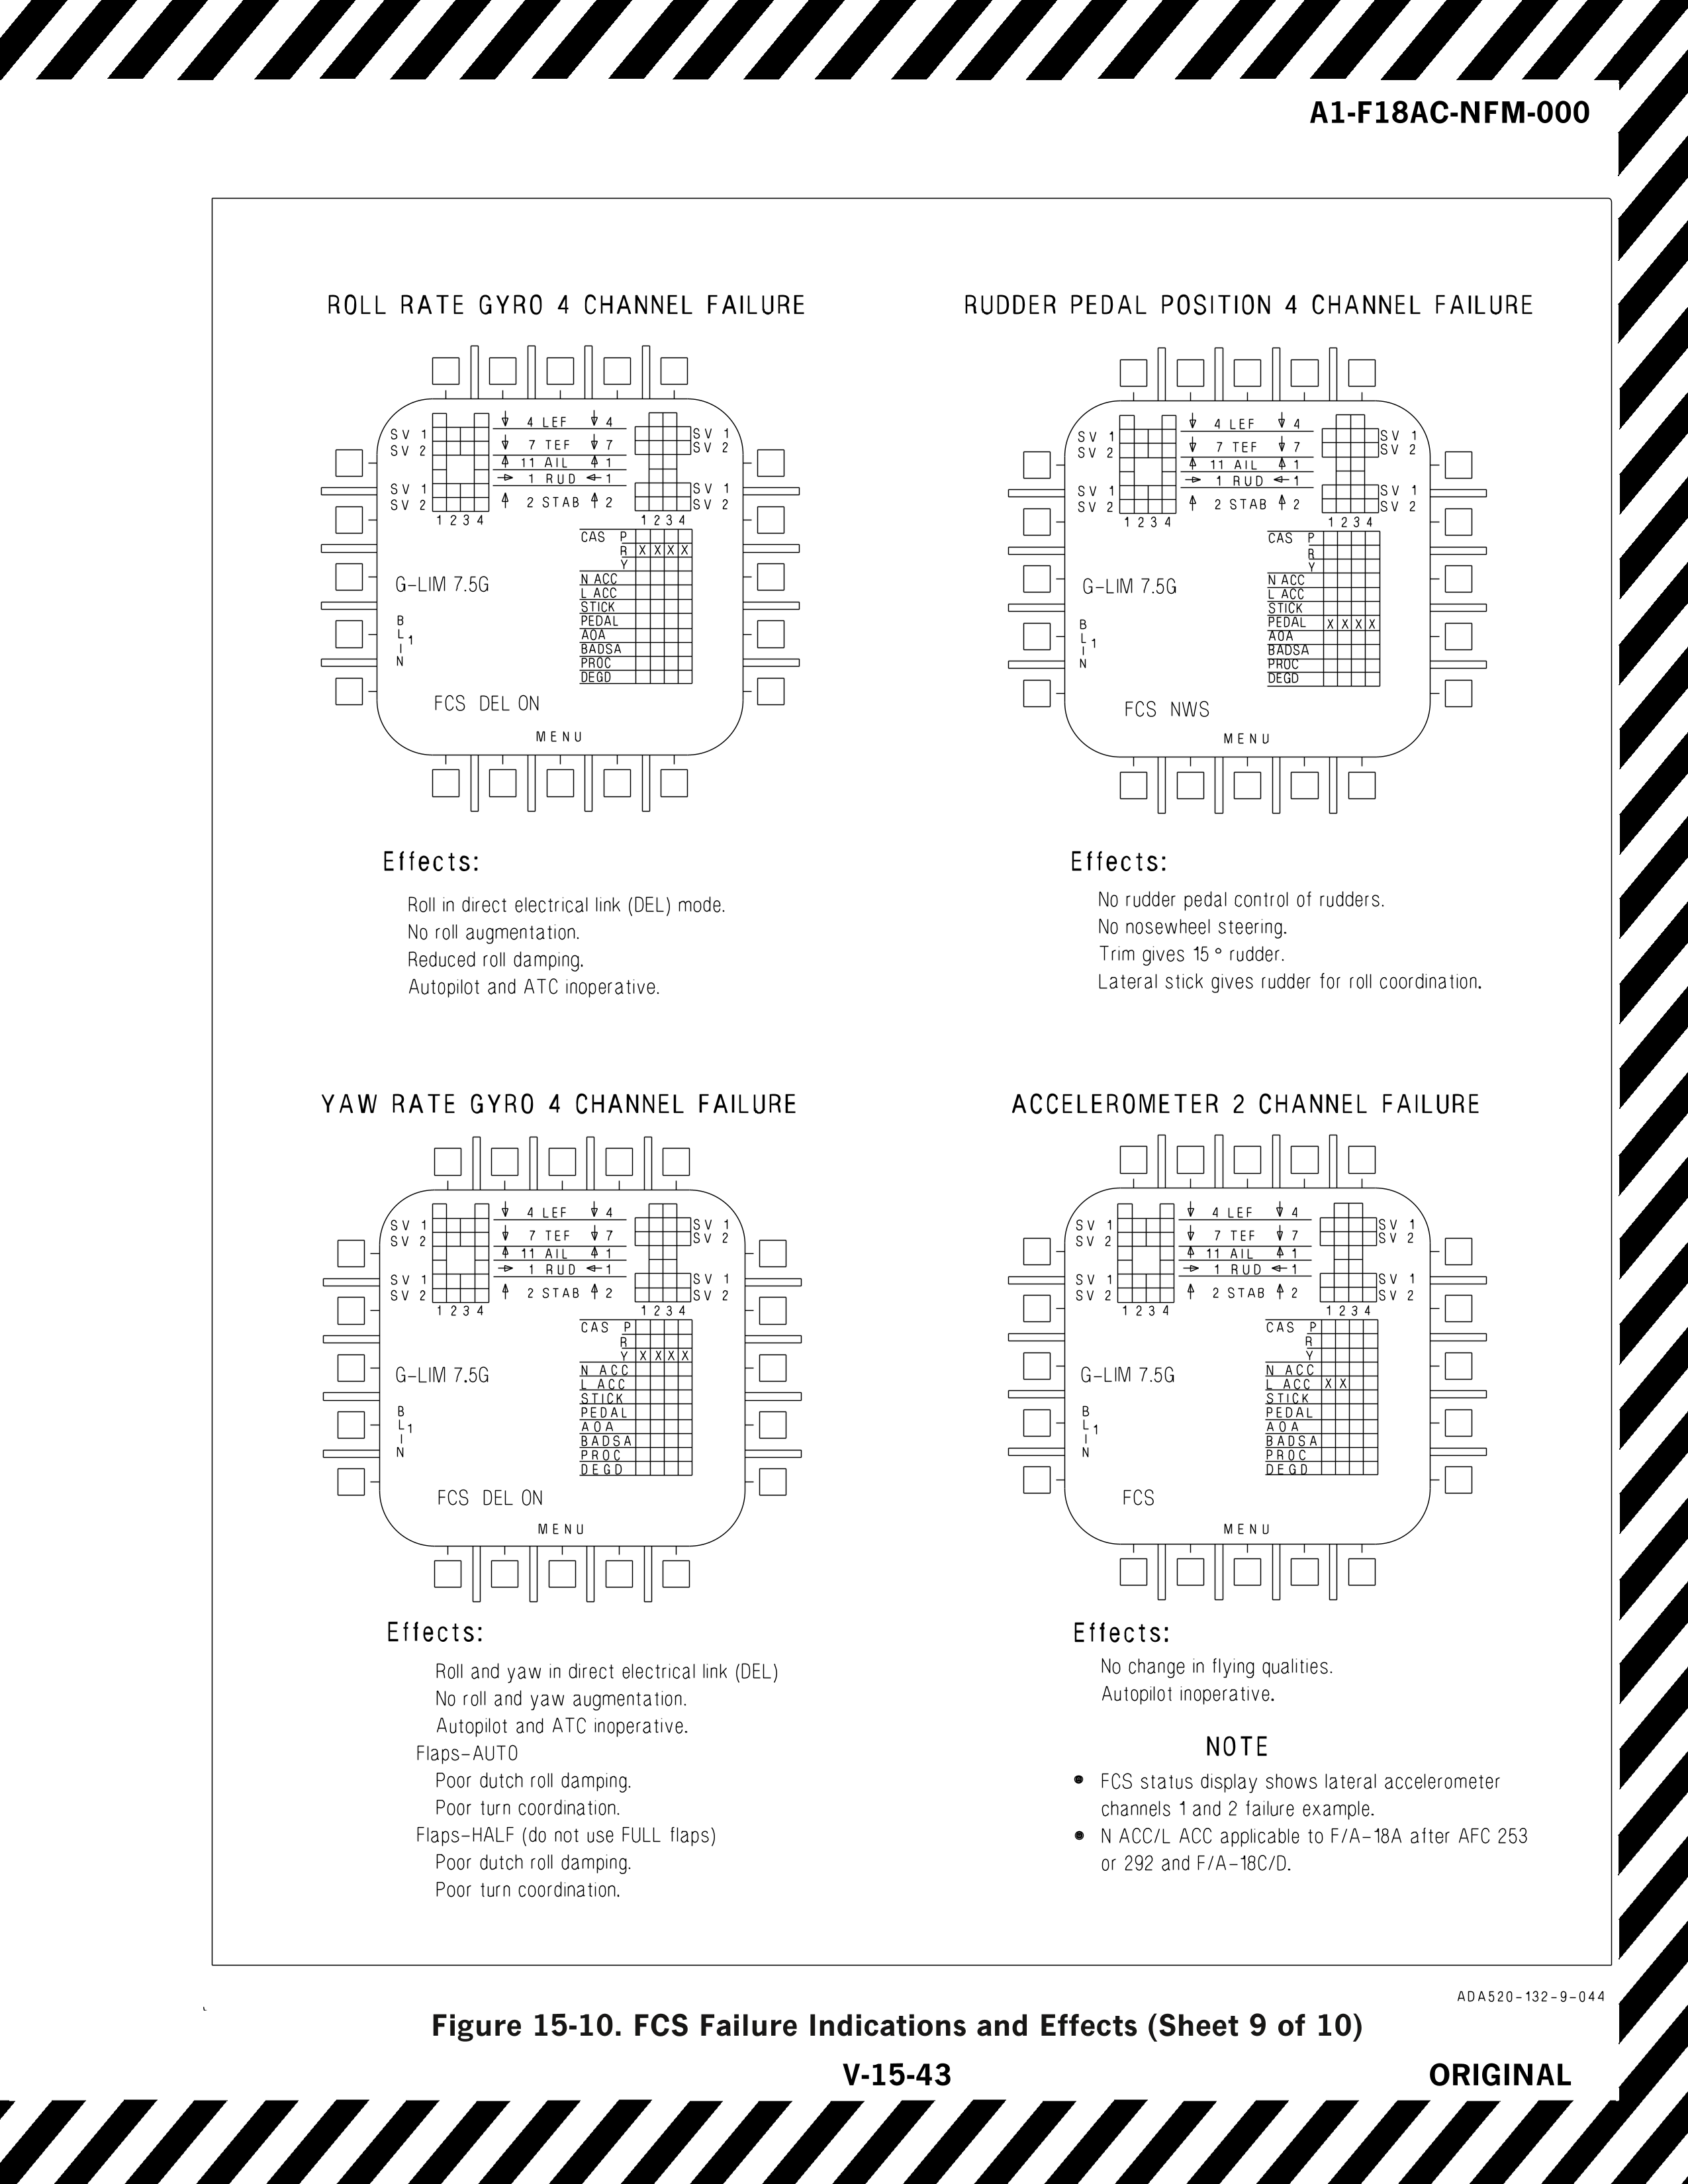 A1-F18AC-NFM-000
ROLL RATE GYRO 4 CHANNEL FAILURE
SV 1
SV 2
SV 1
SV 2
1 2 3 4
4 LEF 4
7 TEF 7
11 AIL 1
1 RUD 1
2 STAB 2
SV 1
SV 2
SV 1
SV 2
1 2 3 4
CAS P
R X X X X
Y
N ACC
L ACC
STICK
PEDAL
AOA
BADSA
PROC
DEGD
G-LIM 7.5G
B
L 1
I
N
FCS DEL ON
MENU
Effects:
Roll in direct electrical link (DEL) mode.
No roll augmentation.
Reduced roll damping.
Autopilot and ATC inoperative.
RUDDER PEDAL POSITION 4 CHANNEL FAILURE
SV 1
SV 2
SV 1
SV 2
1 2 3 4
4 LEF 4
7 TEF 7
11 AIL 1
1 RUD 1
2 STAB 2
SV 1
SV 2
SV 1
SV 2
1 2 3 4
CAS P
R
Y
N ACC
L ACC
STICK
PEDAL X X X X
AOA
BADSA
PROC
DEGD
G-LIM 7.5G
B
L 1
I
N
FCS NWS
MENU
Effects:
No rudder pedal control of rudders.
No nosewheel steering.
Trim gives 15° rudder.
Lateral stick gives rudder for roll coordination.
YAW RATE GYRO 4 CHANNEL FAILURE
SV 1
SV 2
SV 1
SV 2
1 2 3 4
4 LEF 4
7 TEF 7
11 AIL 1
1 RUD 1
2 STAB 2
SV 1
SV 2
SV 1
SV 2
1 2 3 4
CAS P
R
Y X X X X
N ACC
L ACC
STICK
PEDAL
AOA
BADSA
PROC
DEGD
G-LIM 7.5G
B
L 1
I
N
FCS DEL ON
MENU
Effects:
Roll and yaw in direct electrical link (DEL)
No roll and yaw augmentation.
Autopilot and ATC inoperative.
Flaps-AUTO
Poor dutch roll damping.
Poor turn coordination.
Flaps-HALF (do not use FULL flaps)
Poor dutch roll damping.
Poor turn coordination.
ACCELEROMETER 2 CHANNEL FAILURE
SV 1
SV 2
SV 1
SV 2
1 2 3 4
4 LEF 4
7 TEF 7
11 AIL 1
1 RUD 1
2 STAB 2
SV 1
SV 2
SV 1
SV 2
1 2 3 4
CAS P
R
Y
N ACC
L ACC X X
STICK
PEDAL
AOA
BADSA
PROC
DEGD
G-LIM 7.5G
B
L 1
I
N
FCS
MENU
Effects:
No change in flying qualities.
Autopilot inoperative.
NOTE
● FCS status display shows lateral accelerometer
channels 1 and 2 failure example.
● N ACC/L ACC applicable to F/A-18A after AFC 253
or 292 and F/A-18C/D.
ADA520-132-9-044
Figure 15-10. FCS Failure Indications and Effects (Sheet 9 of 10)
V-15-43
ORIGINAL